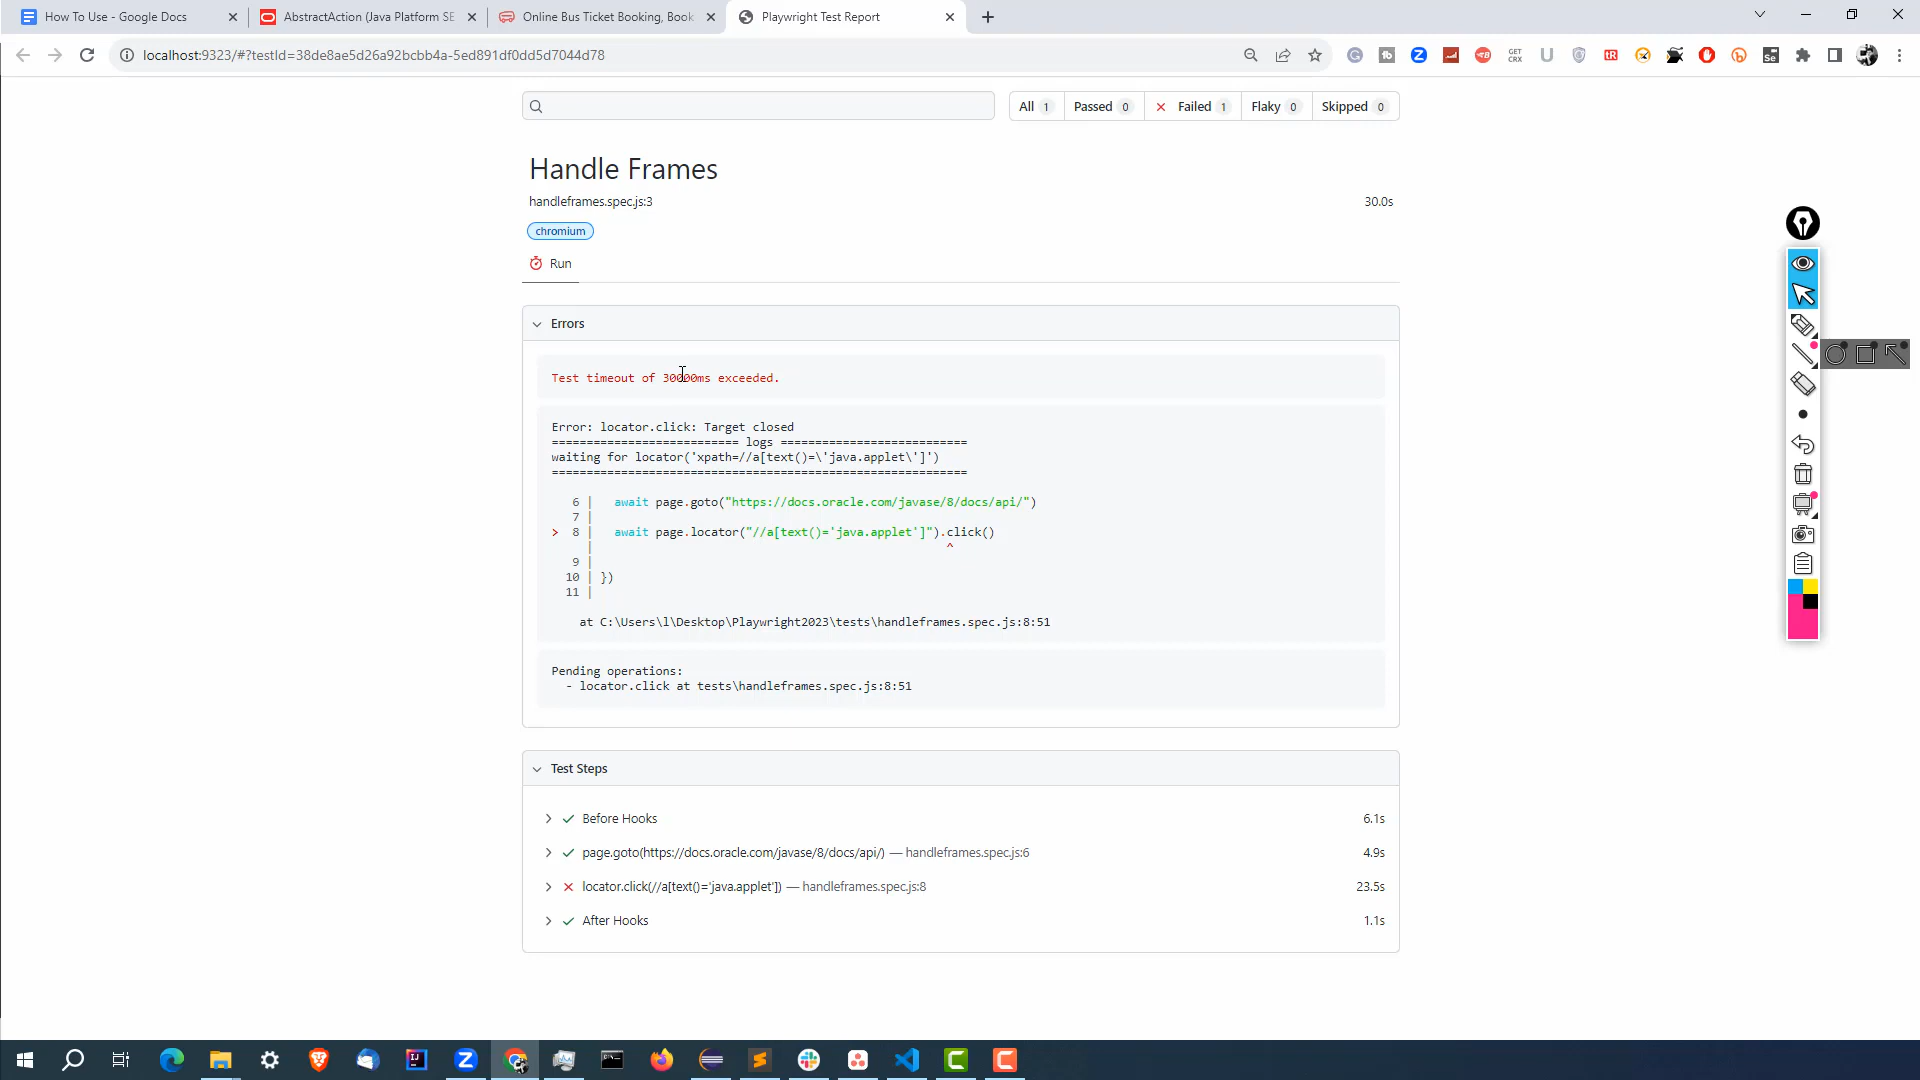 How To Use - Google Docs
AbstractAction (Java Platform SE
Online Bus Ticket Booking, Book
Playwright Test Report
localhost:9323/#?testId=38de8ae5d26a92bcbb4a-5ed891df0dd5d7044d78
All 1
Passed 0
Failed 1
Flaky 0
Skipped 0
Handle Frames
handleframes.spec.js:3
30.0s
chromium
Run
Errors
Test timeout of 30000ms exceeded.
Error: locator.click: Target closed
=========================== logs ===========================
waiting for locator('xpath=//a[text()=\'java.applet\']')
============================================================
6 |   await page.goto("https://docs.oracle.com/javase/8/docs/api/")
7 |
> 8 |   await page.locator("//a[text()='java.applet']").click()
|                                                   ^
9 |
10 | })
11 |
at C:\Users\l\Desktop\Playwright2023\tests\handleframes.spec.js:8:51
Pending operations:
- locator.click at tests\handleframes.spec.js:8:51
Test Steps
Before Hooks
6.1s
page.goto(https://docs.oracle.com/javase/8/docs/api/) — handleframes.spec.js:6
4.9s
locator.click(//a[text()='java.applet']) — handleframes.spec.js:8
23.5s
After Hooks
1.1s